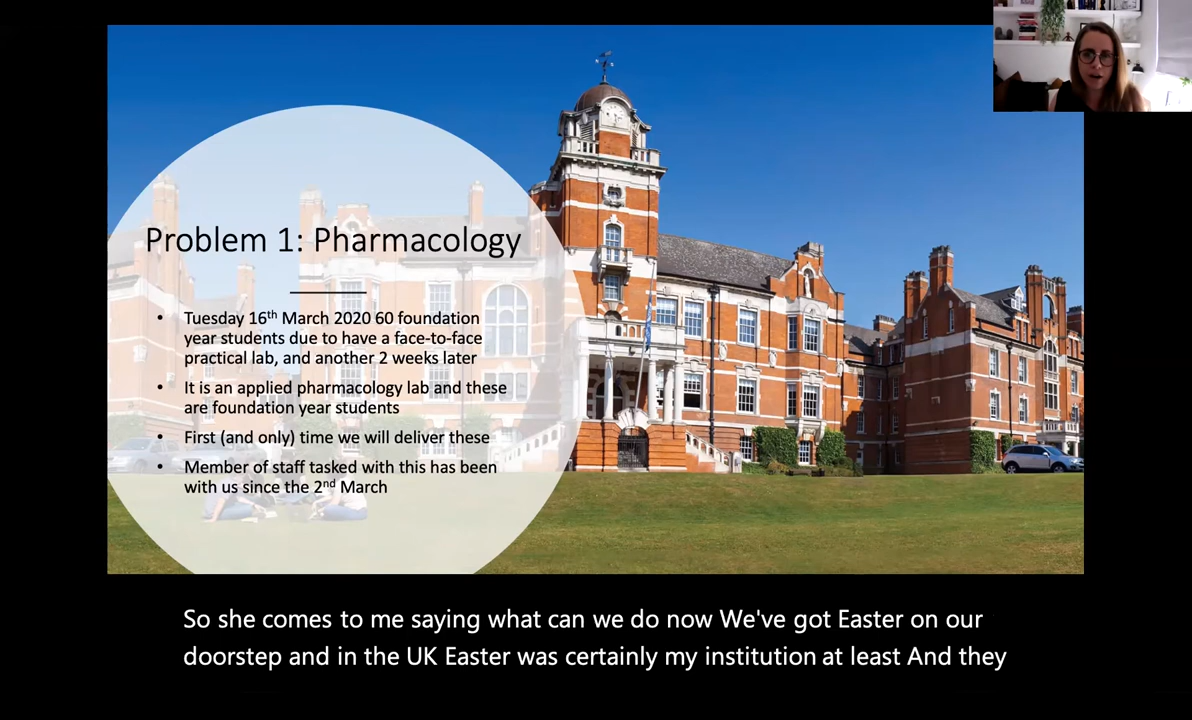 Problem 1: Pharmacology
• Tuesday 16th March 2020 60 foundation
year students due to have a face-to-face
practical lab, and another 2 weeks later
• It is an applied pharmacology lab and these
are foundation year students
• First (and only) time we will deliver these
• Member of staff tasked with this has been
with us since the 2nd March
So she comes to me saying what can we do now We've got Easter on our
doorstep and in the UK Easter was certainly my institution at least And they